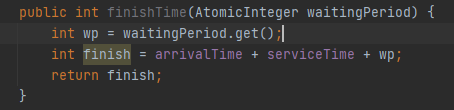 public int finishTime(AtomicInteger waitingPeriod) {
    int wp = waitingPeriod.get();
    int finish = arrivalTime + serviceTime + wp;
    return finish;
}